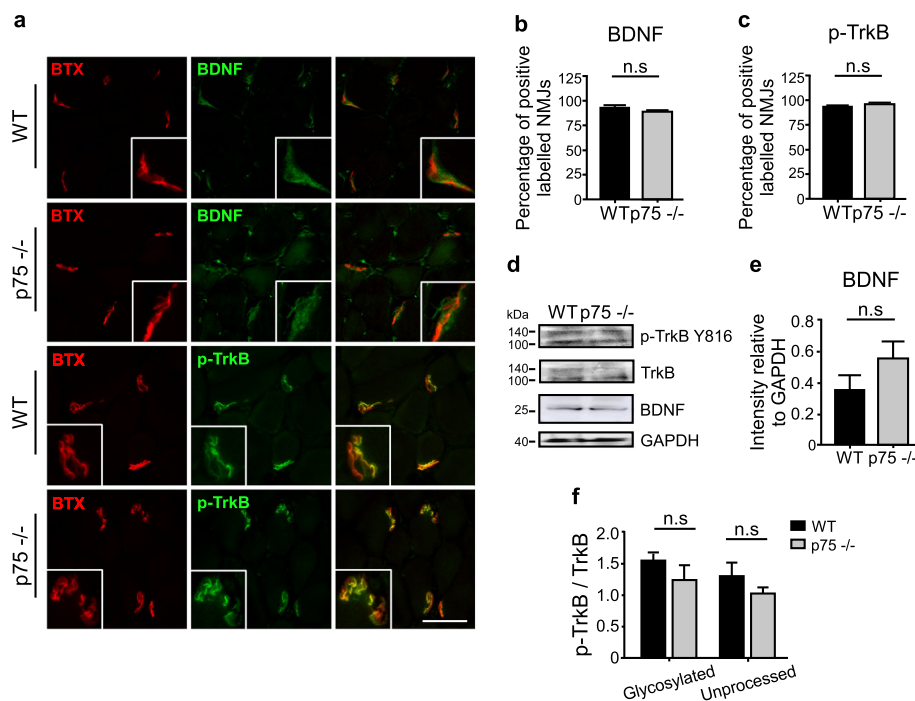 a
BTX
BDNF
WT
BTX
BDNF
p75 -/-
BTX
p-TrkB
WT
BTX
p-TrkB
p75 -/-
b
BDNF
n.s
Percentage of positive
labelled NMJs
125
100
75
50
25
0
WT p75 -/-
c
p-TrkB
n.s
Percentage of positive
labelled NMJs
125
100
75
50
25
0
WT p75 -/-
d
WT p75 -/-
kDa
140
100
p-TrkB Y816
140
100
TrkB
25
BDNF
40
GAPDH
e
BDNF
n.s
Intensity relative
to GAPDH
0.8
0.6
0.4
0.2
0
WT p75 -/-
f
n.s
n.s
WT
p75 -/-
p-TrkB / TrkB
2.0
1.5
1.0
1.5
0
Glycosylated
Unprocessed